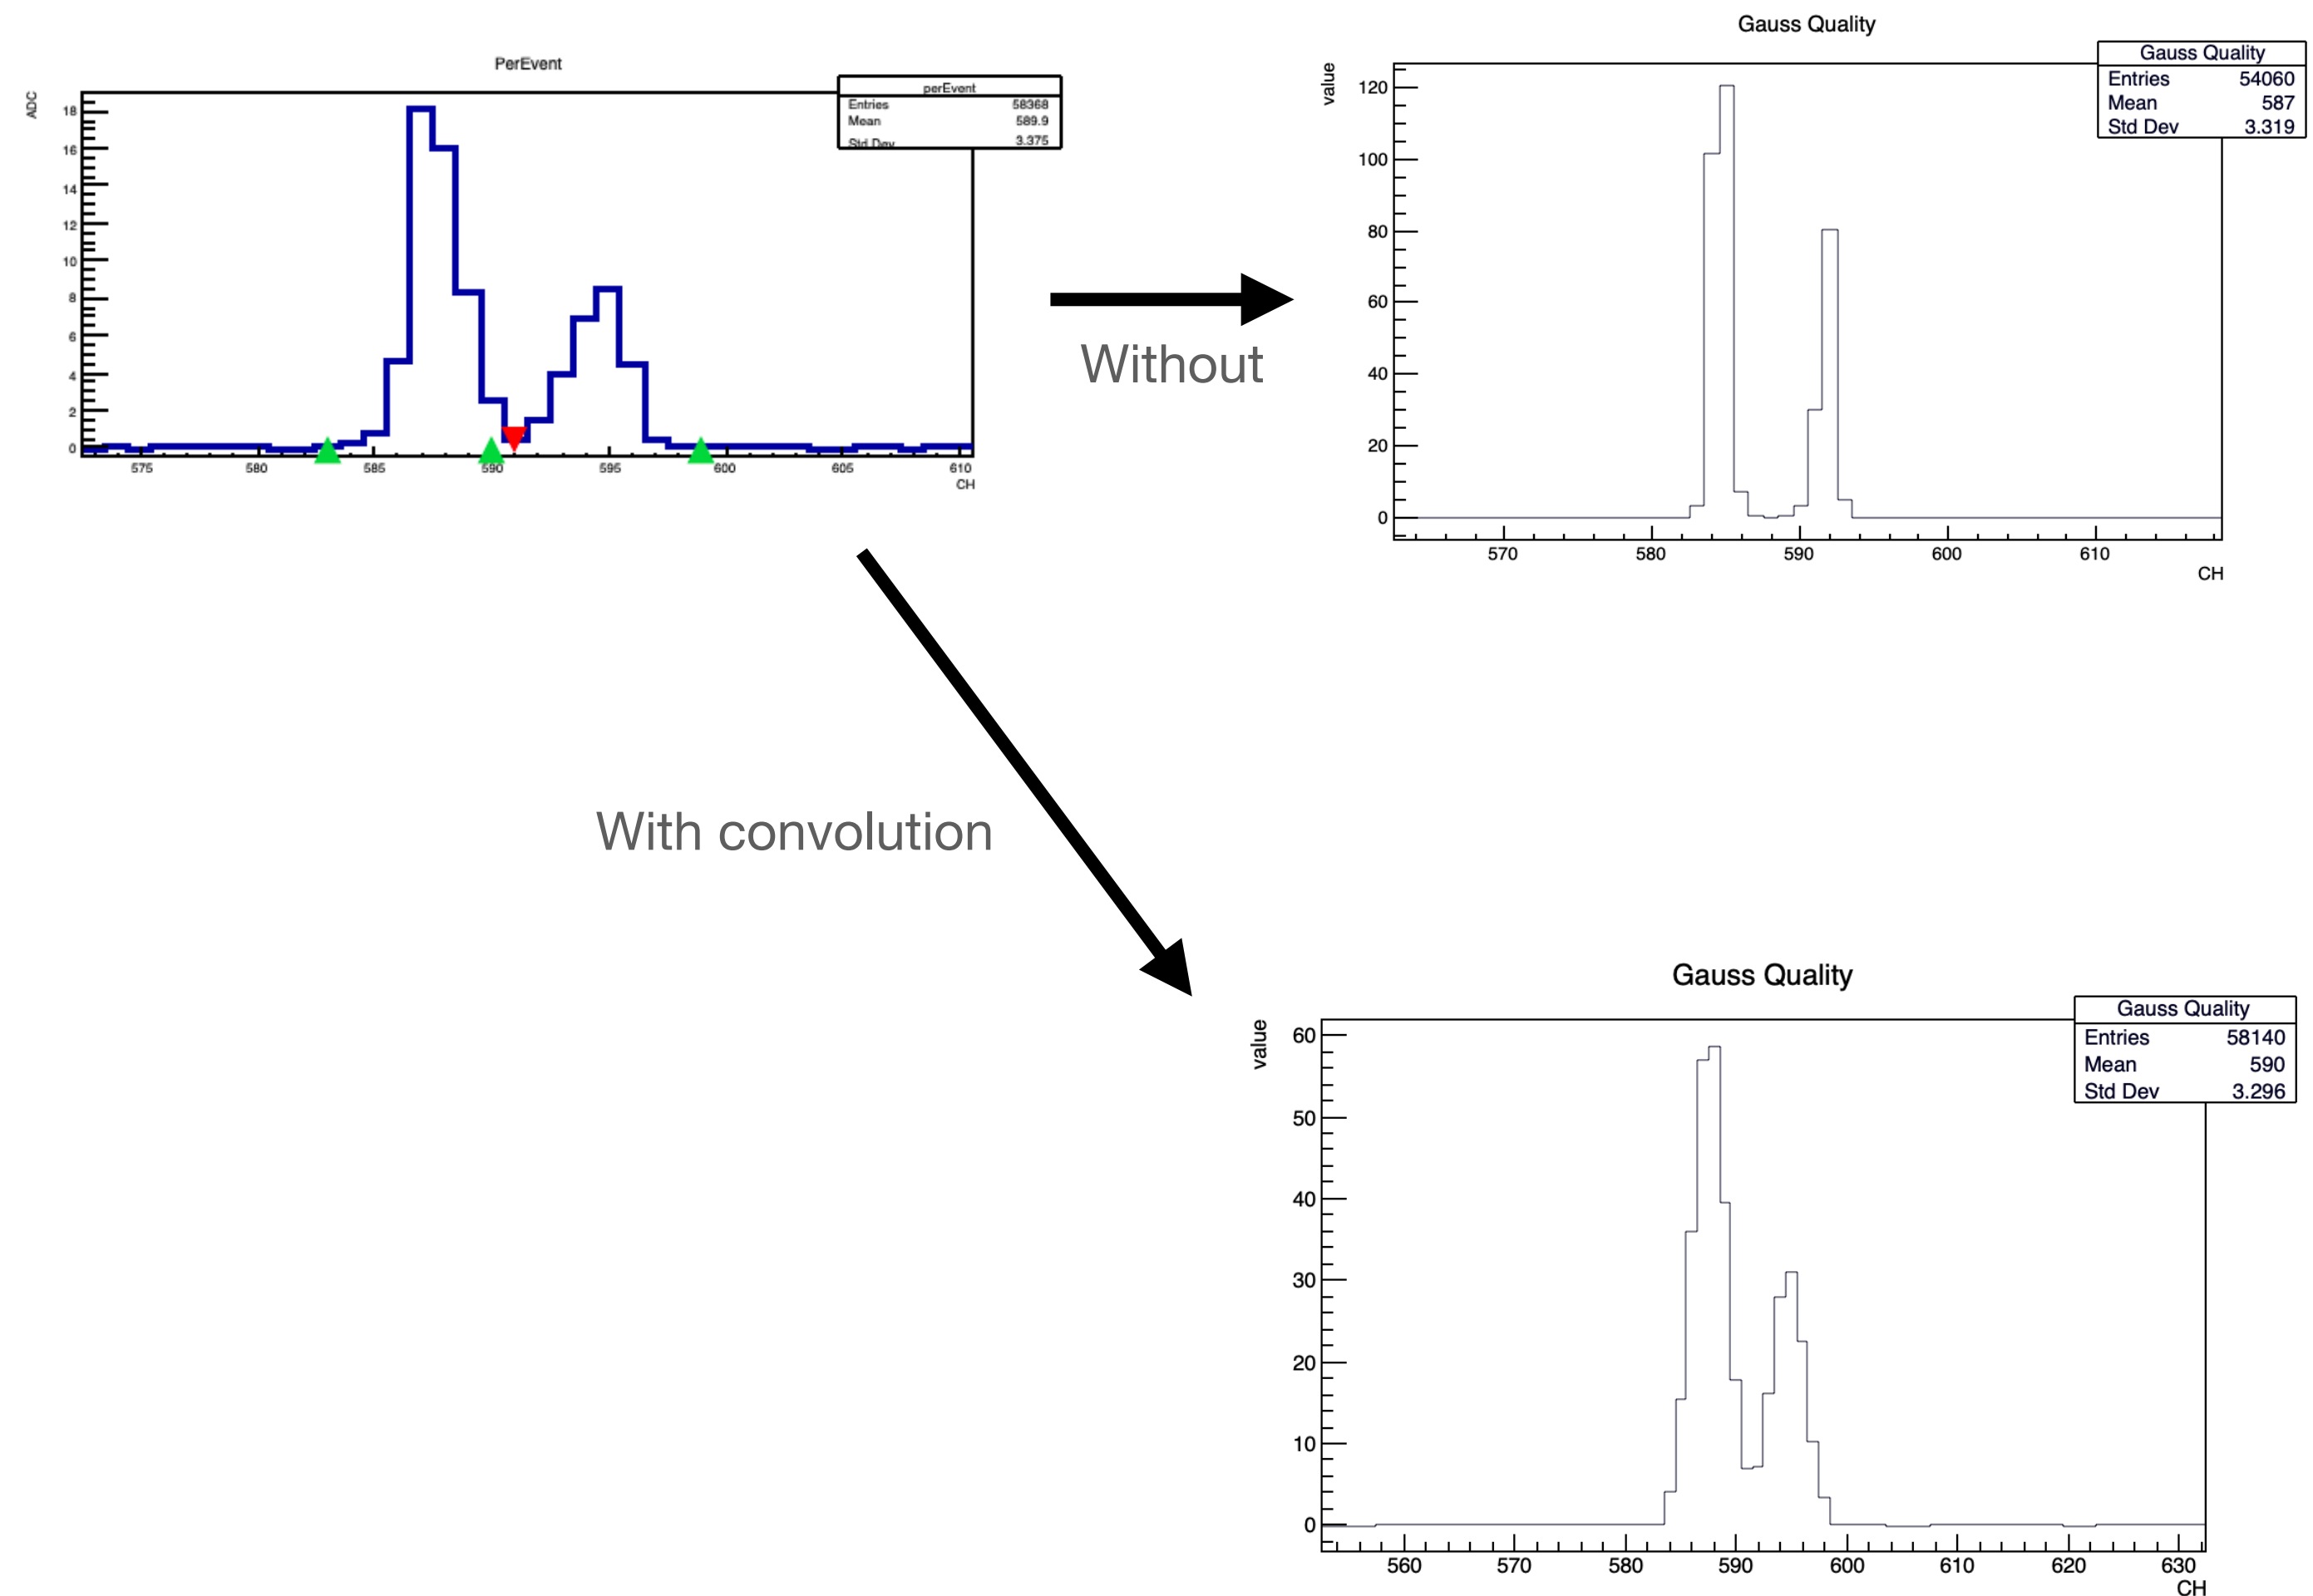 PerEvent
ADC
perEvent
Entries 58368
Mean 589.9
Std Dev 3.375
18
16
14
12
10
8
6
4
2
0
575 580 585 590 595 600 605 610
CH
Without
Gauss Quality
value
Gauss Quality
Entries 54060
Mean 587
Std Dev 3.319
120
100
80
60
40
20
0
570 580 590 600 610
CH
With convolution
Gauss Quality
value
Gauss Quality
Entries 58140
Mean 590
Std Dev 3.296
60
50
40
30
20
10
0
560 570 580 590 600 610 620 630
CH